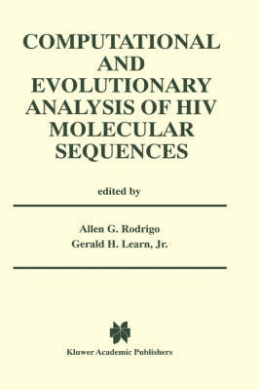 COMPUTATIONAL
AND
EVOLUTIONARY
ANALYSIS OF HIV
MOLECULAR
SEQUENCES
edited by
Allen G. Rodrigo
Gerald H. Learn, Jr.
Kluwer Academic Publishers